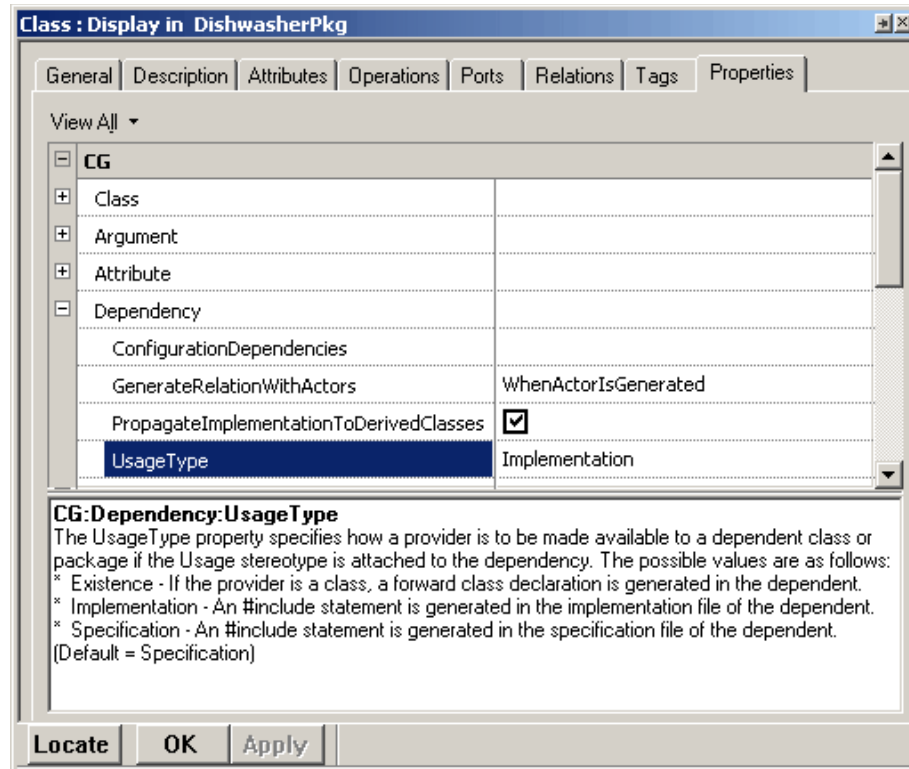 Class : Display in DishwasherPkg
General Description Attributes Operations Ports Relations Tags Properties
View All
CG
Class
Argument
Attribute
Dependency
ConfigurationDependencies
GenerateRelationWithActors WhenActorIsGenerated
PropagateImplementationToDerivedClasses
UsageType Implementation
CG:Dependency:UsageType
The UsageType property specifies how a provider is to be made available to a dependent class or
package if the Usage stereotype is attached to the dependency. The possible values are as follows:
* Existence - If the provider is a class, a forward class declaration is generated in the dependent.
* Implementation - An #include statement is generated in the implementation file of the dependent.
* Specification - An #include statement is generated in the specification file of the dependent.
(Default = Specification)
Locate OK Apply